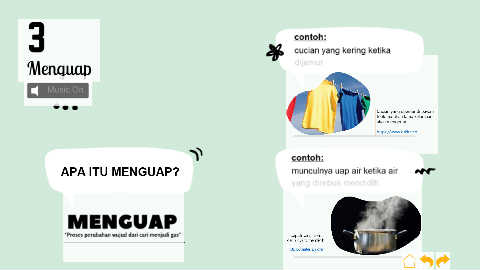 3
Menguap
Music On
APA ITU MENGUAP?
MENGUAP
"Proses perubahan wujud dari cari menjadi gas"
contoh:
cucian yang kering ketika
dijemur
contoh:
munculnya uap air ketika air
yang direbus mendidih